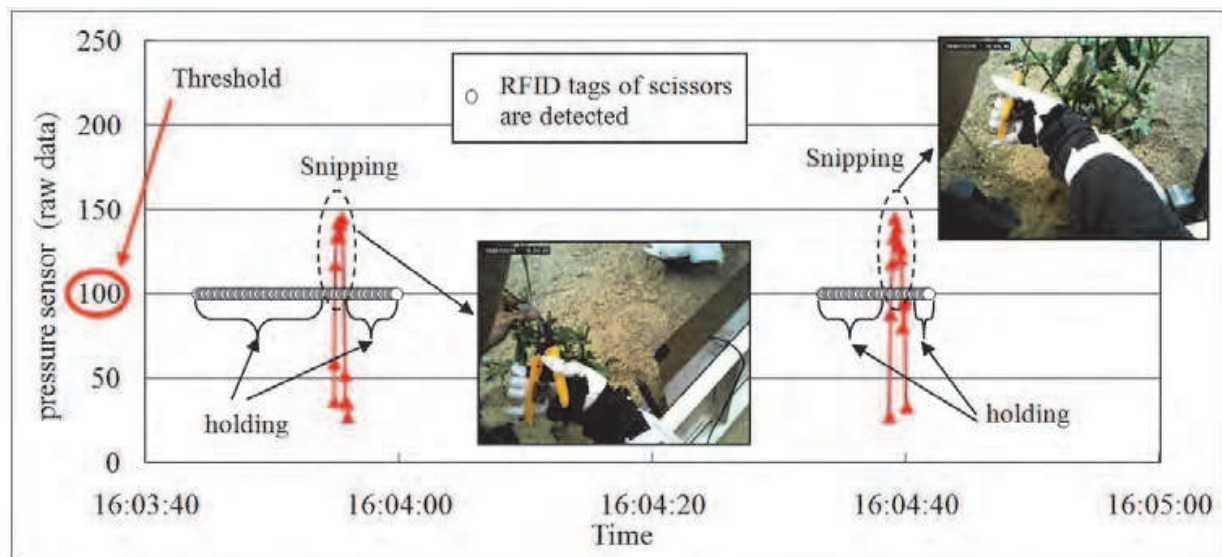 250
200
150
100
50
0
pressure sensor (raw data)
Threshold
RFID tags of scissors
are detected
Snipping
Snipping
holding
holding
16:03:40
16:04:00
16:04:20
16:04:40
16:05:00
Time